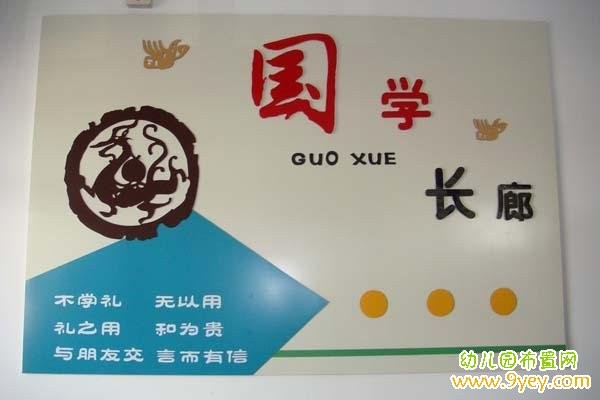 国学
GUO XUE
长廊
不学礼 无以用
礼之用 和为贵
与朋友交 言而有信
幼儿园布置网
www.9yey.com